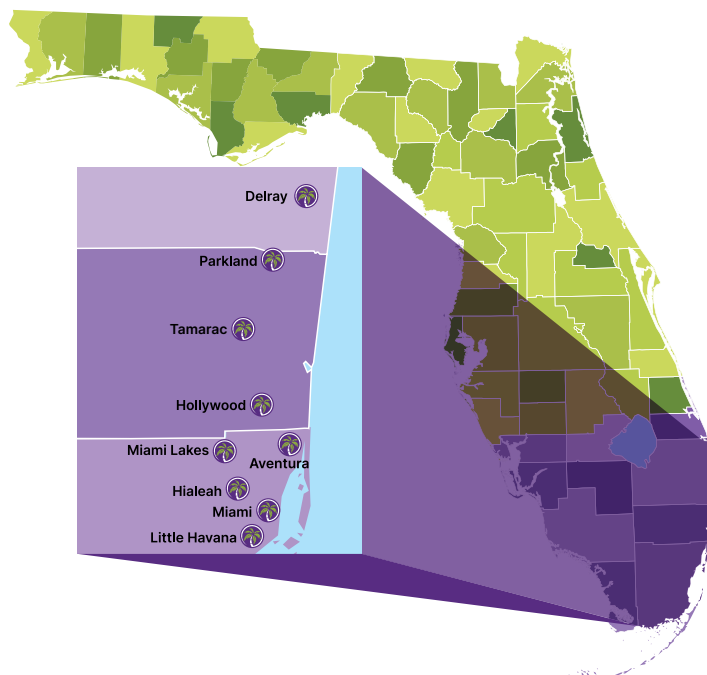 Delray
Parkland
Tamarac
Hollywood
Miami Lakes
Aventura
Hialeah
Miami
Little Havana